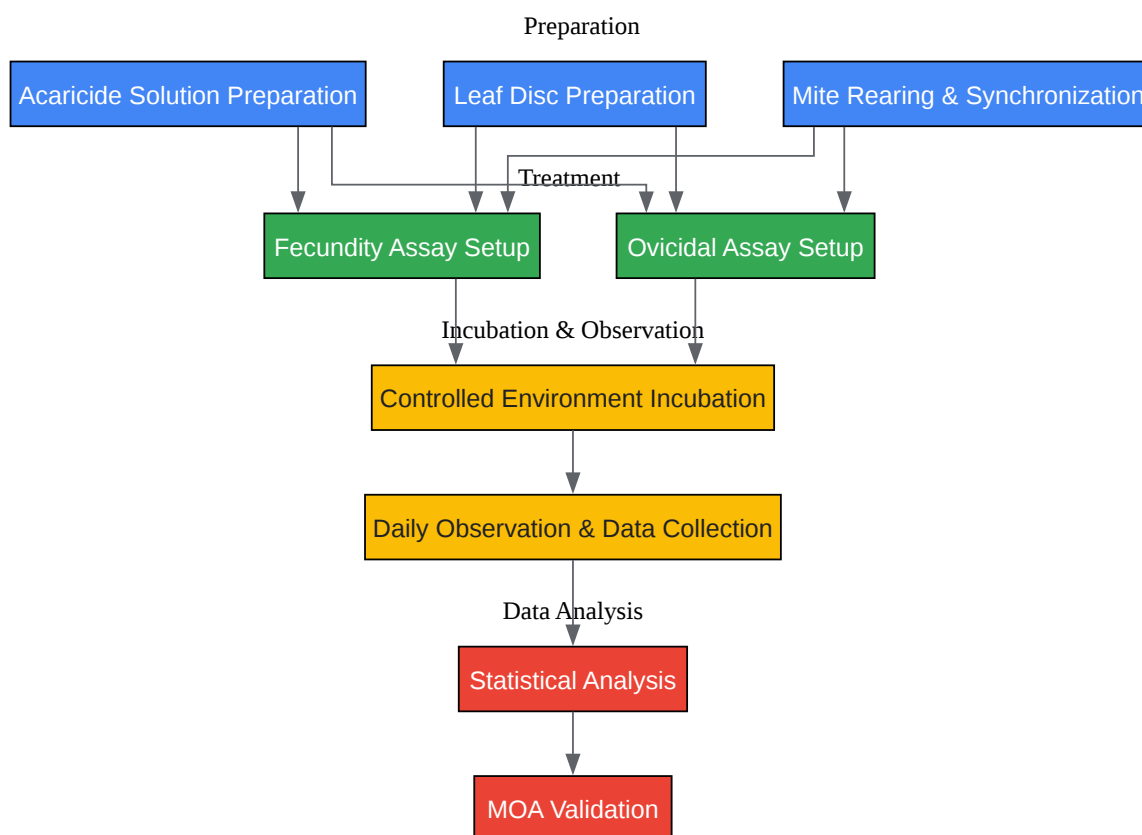 Preparation
Acaricide Solution Preparation
Leaf Disc Preparation
Mite Rearing & Synchronization
Treatment
Fecundity Assay Setup
Ovicidal Assay Setup
Incubation & Observation
Controlled Environment Incubation
Daily Observation & Data Collection
Data Analysis
Statistical Analysis
MOA Validation